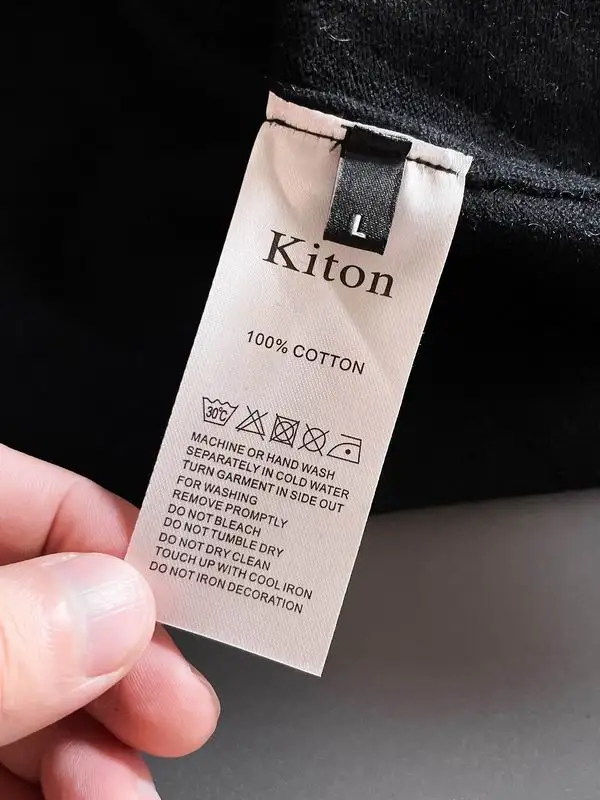 L
Kiton
100% COTTON
30℃
MACHINE OR HAND WASH
SEPARATELY IN COLD WATER
TURN GARMENT IN SIDE OUT
FOR WASHING
REMOVE PROMPTLY
DO NOT BLEACH
DO NOT TUMBLE DRY
DO NOT DRY CLEAN
TOUCH UP WITH COOL IRON
DO NOT IRON DECORATION